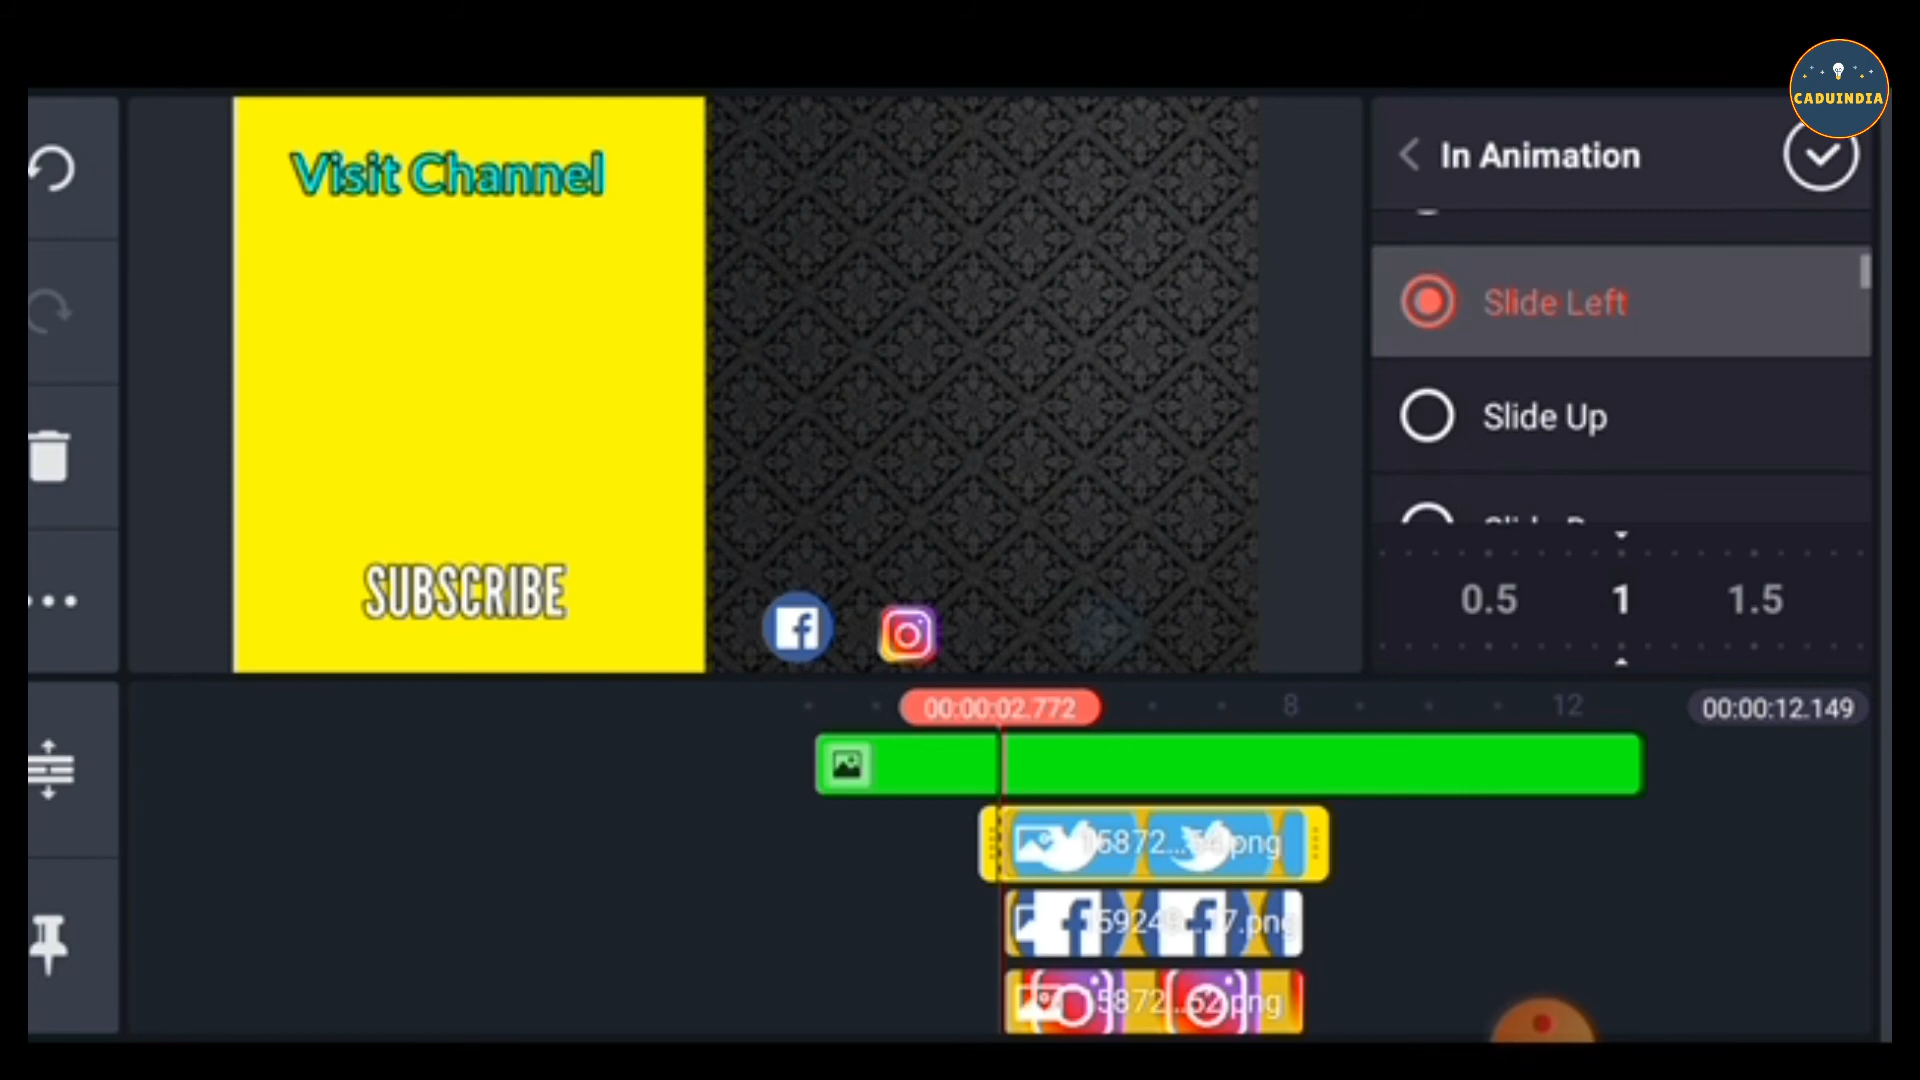 CADUINDIA
In Animation
Visit Channel
Slide Left
Slide Up
SUBSCRIBE
0.5 1 1.5
00:00:02.772 8 12 00:00:12.149